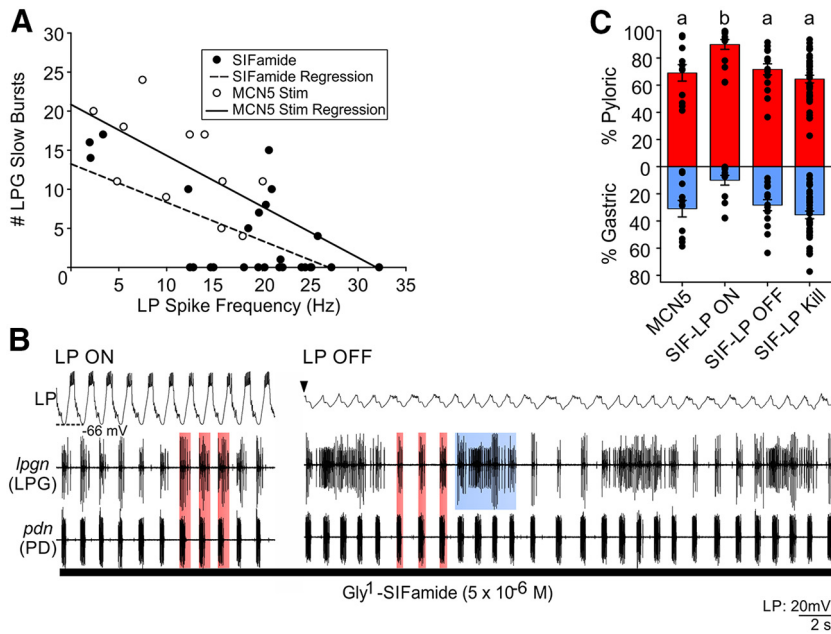 A
30
25
20
15
10
5
0
# LPG Slow Bursts
0 5 10 15 20 25 30 35
LP Spike Frequency (Hz)
SIFamide
SIFamide Regression
MCN5 Stim
MCN5 Stim Regression
C
a b a a
100
80
60
40
20
0
20
40
60
80
% Pyloric
% Gastric
MCN5
SIF-LP ON
SIF-LP OFF
SIF-LP Kill
B
LP ON
LP OFF
LP
-66 mV
lpgn
(LPG)
pdn
(PD)
Gly1-SIFamide (5 x 10-6 M)
LP: 20mV
2 s